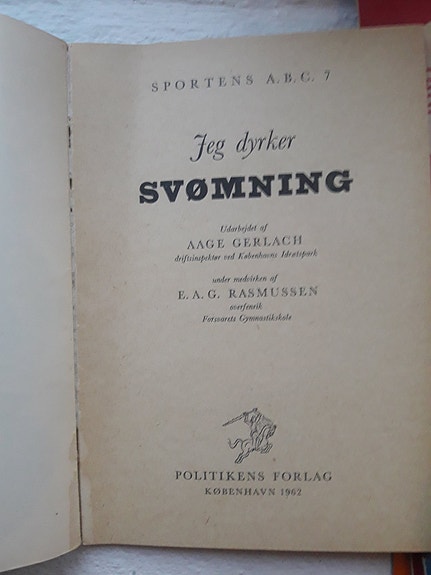 SPORTENS A.B.C. 7
Jeg dyrker
SVØMNING
Udarbejdet af
AAGE GERLACH
driftsinspektør ved Københavns Idrætspark
under medvirken af
E. A. G. RASMUSSEN
overfenrik
Forsvarets Gymnastikskole
POLITIKENS FORLAG
KØBENHAVN 1962